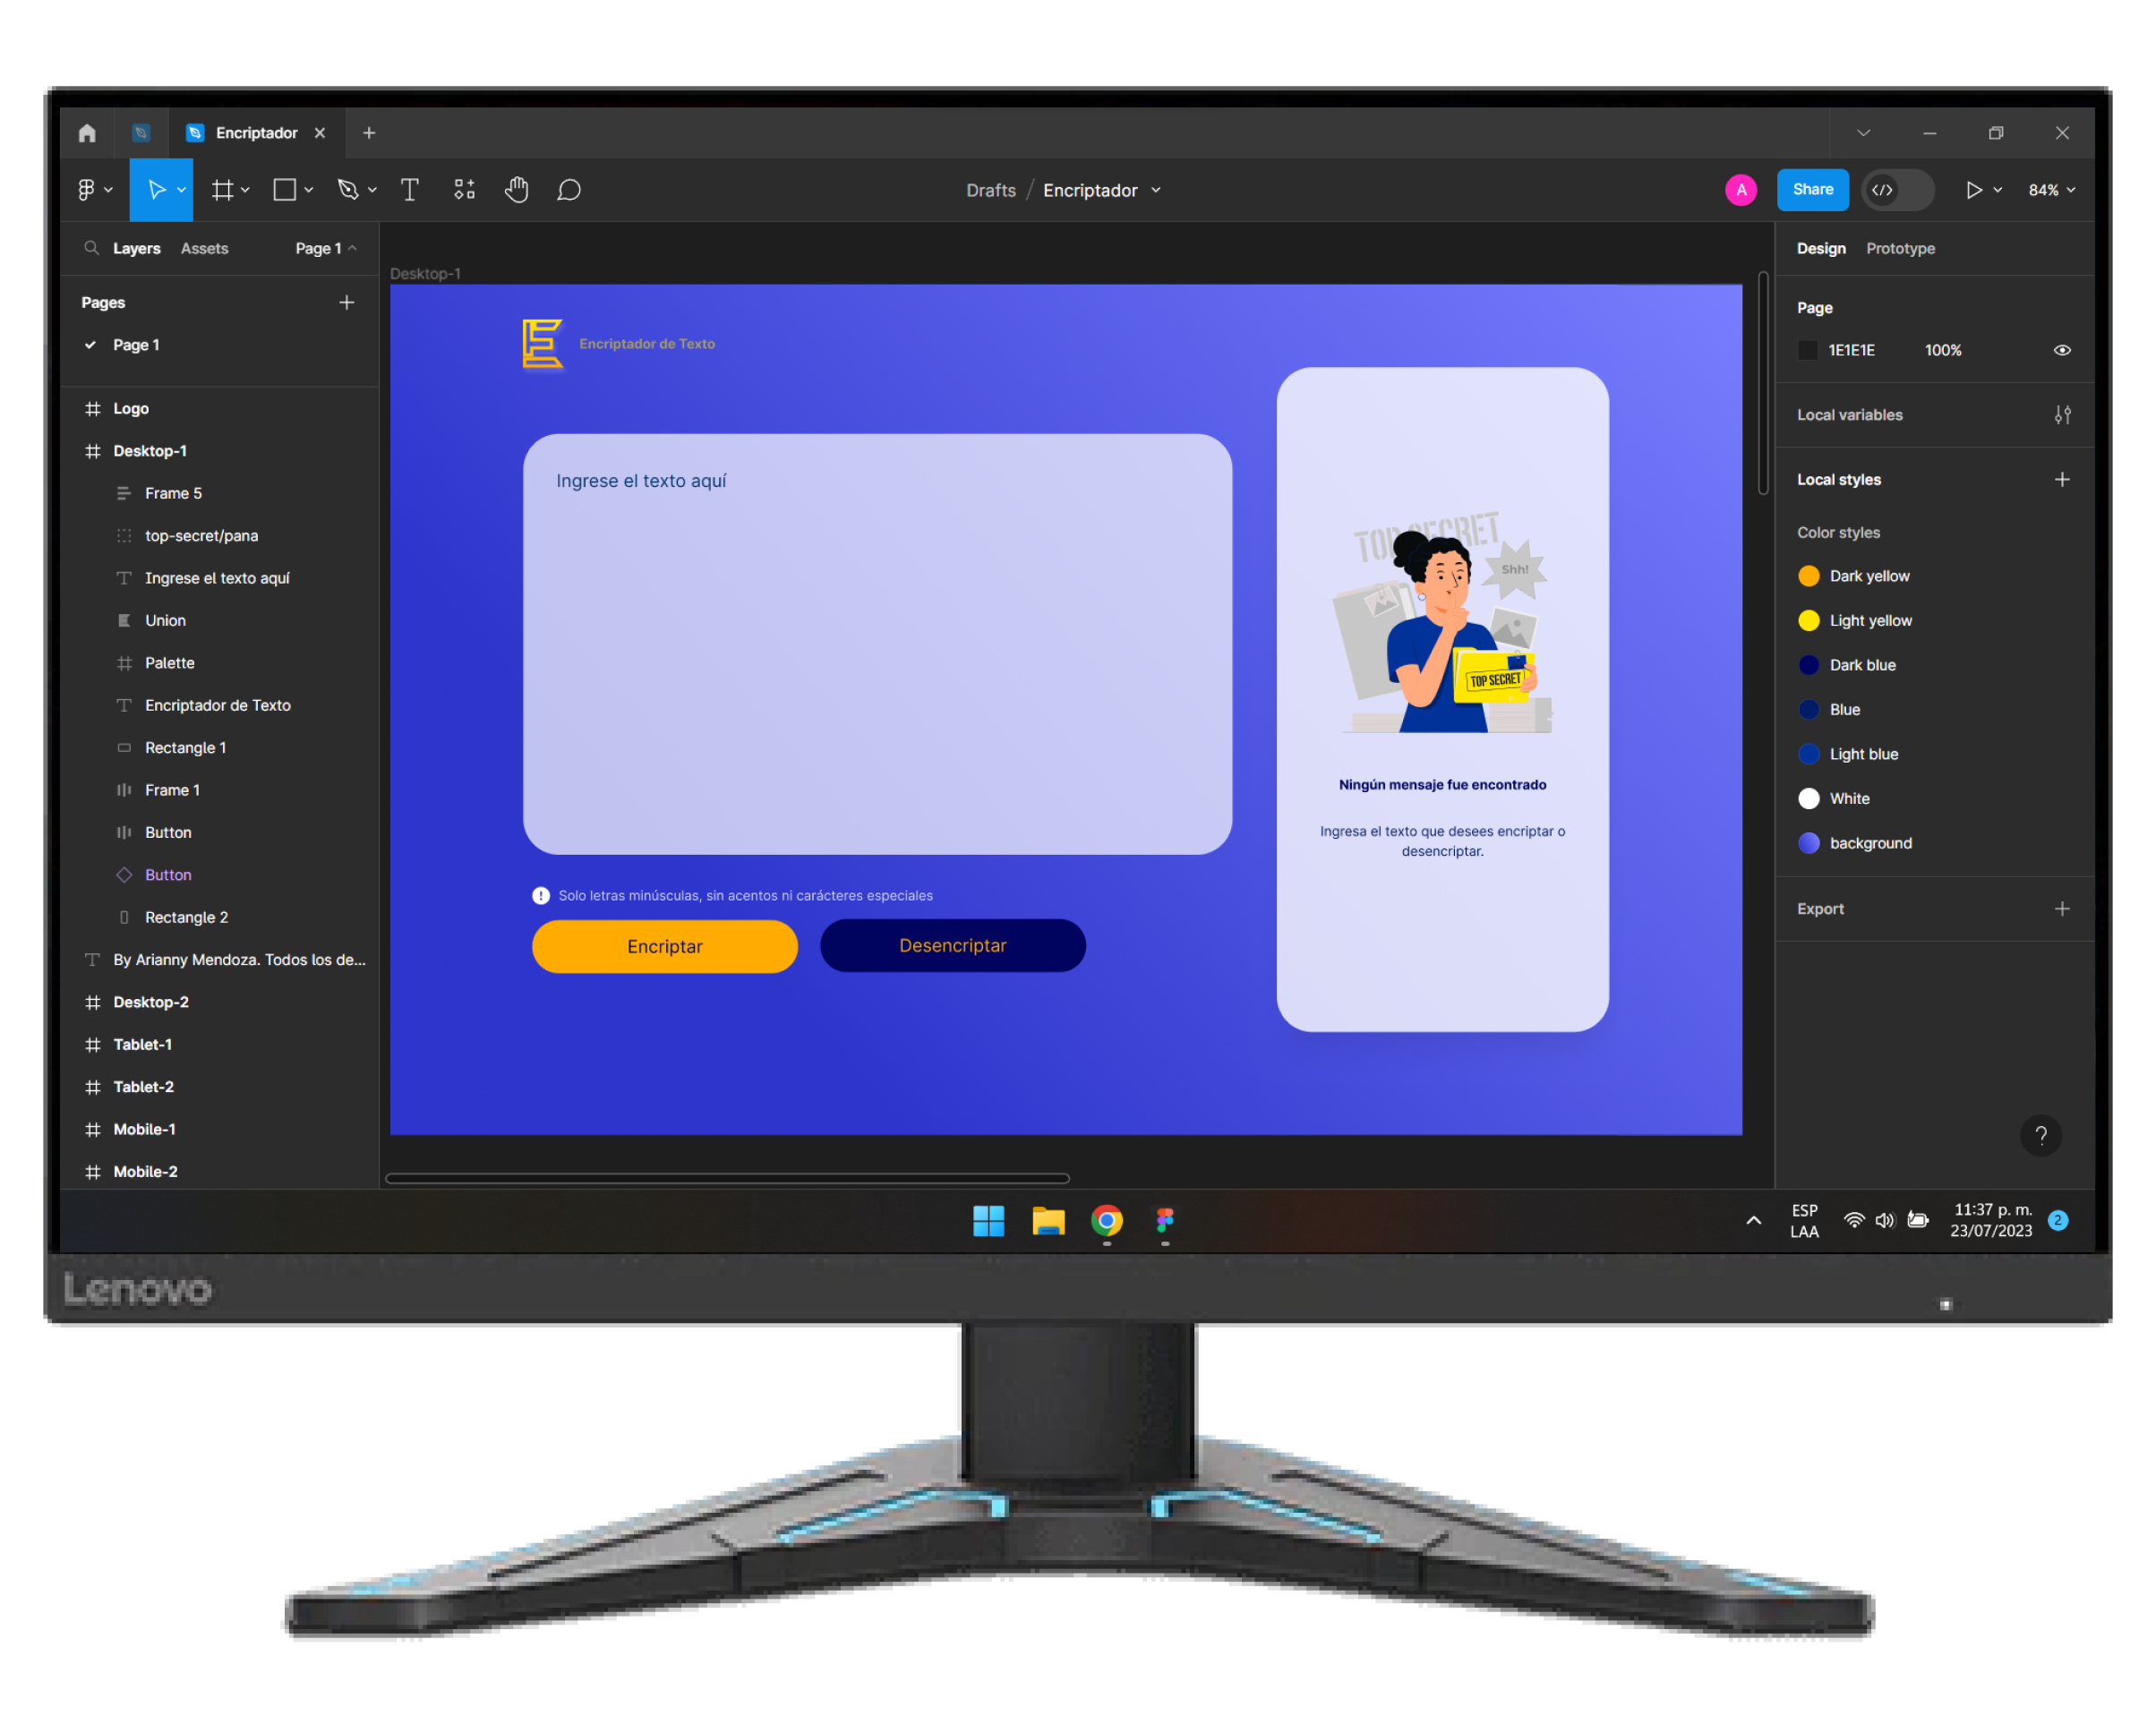 Encriptador
Drafts / Encriptador
A
Share
84%
Layers Assets Page 1
Pages
Page 1
Logo
Desktop-1
Frame 5
top-secret/pana
Ingrese el texto aquí
Union
Palette
Encriptador de Texto
Rectangle 1
Frame 1
Button
Button
Rectangle 2
By Arianny Mendoza. Todos los de...
Desktop-2
Tablet-1
Tablet-2
Mobile-1
Mobile-2
Desktop-1
Encriptador de Texto
Ingrese el texto aquí
Solo letras minúsculas, sin acentos ni carácteres especiales
Encriptar
Desencriptar
TOP SECRET
Shh!
TOP SECRET
Ningún mensaje fue encontrado
Ingresa el texto que desees encriptar o
desencriptar.
Design Prototype
Page
1E1E1E 100%
Local variables
Local styles
Color styles
Dark yellow
Light yellow
Dark blue
Blue
Light blue
White
background
Export
?
ESP
LAA
11:37 p. m.
23/07/2023
2
Lenovo